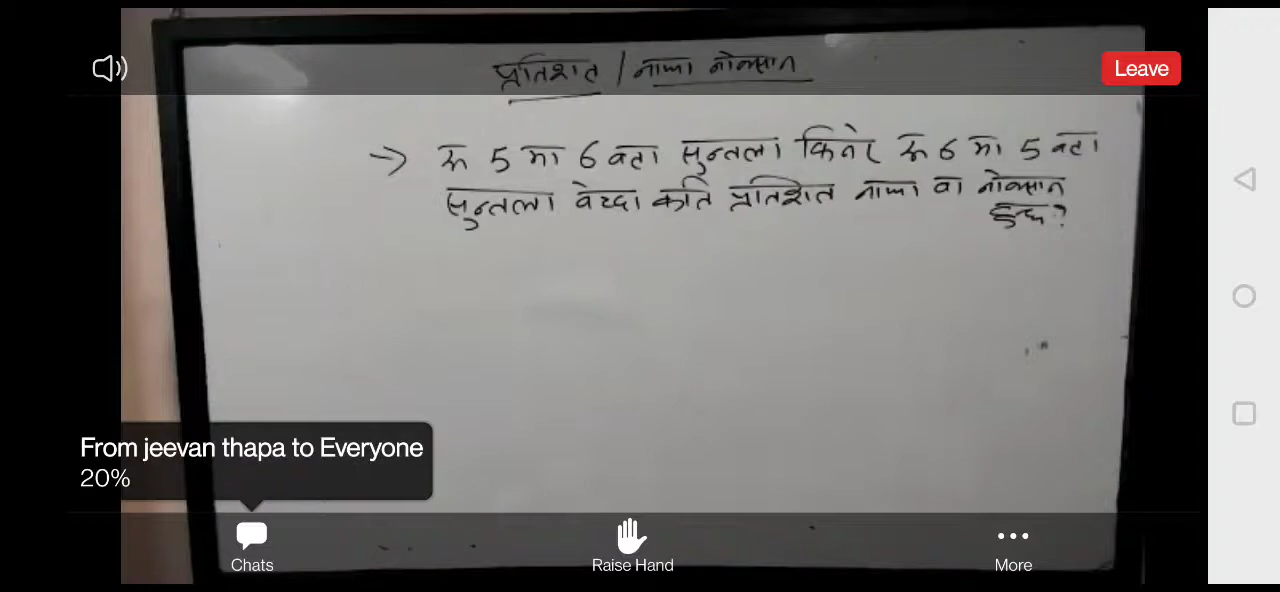 प्रतिशत / नाफा नोक्सान
Leave
→ रू 5 मा 6 वटा सुन्तला किनेर रू 6 मा 5 वटा
सुन्तला बेच्दा कति प्रतिशत नाफा वा नोक्सान
हुन्छ?
From jeevan thapa to Everyone
20%
Chats
Raise Hand
More